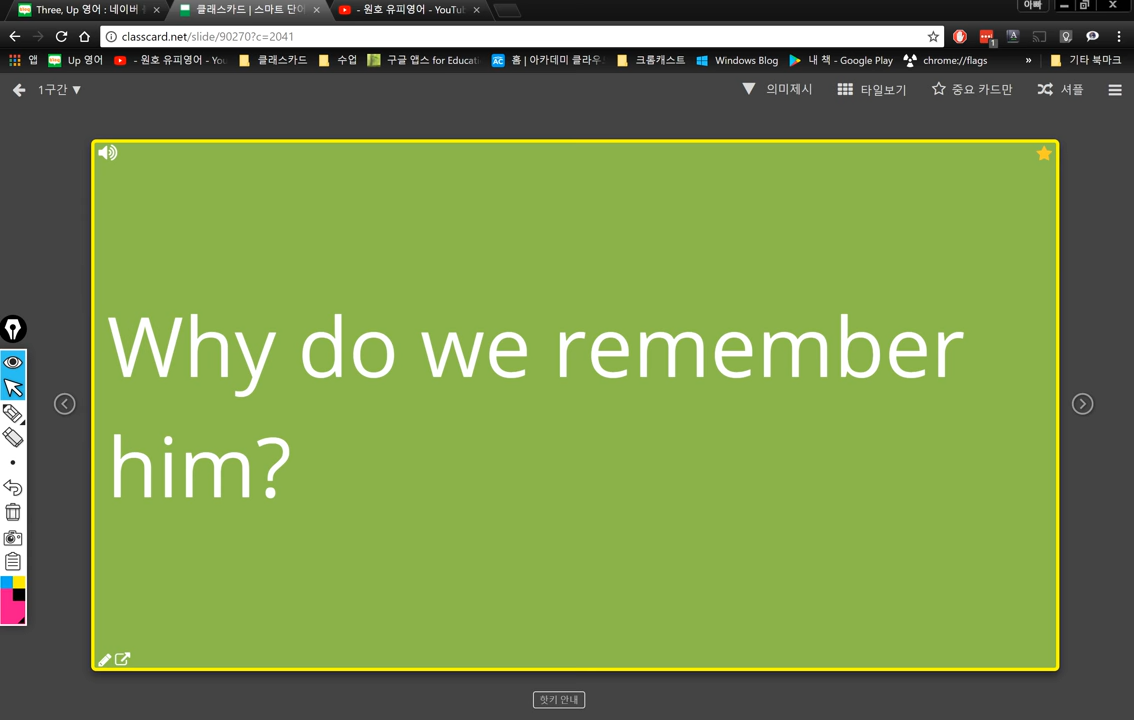 Three, Up 영어 : 네이버
클래스카드 | 스마트 단어
- 원호 유피영어 - YouTu
아빠
classcard.net/slide/90270?c=2041
앱
Up 영어
- 원호 유피영어 - You
클래스카드
수업
구글 앱스 for Educati
홈 | 아카데미 클라우
크롬캐스트
Windows Blog
내 책 - Google Play
chrome://flags
»
기타 북마크
1구간 ▼
의미제시
타일보기
중요 카드만
셔플
Why do we remember
him?
핫키 안내